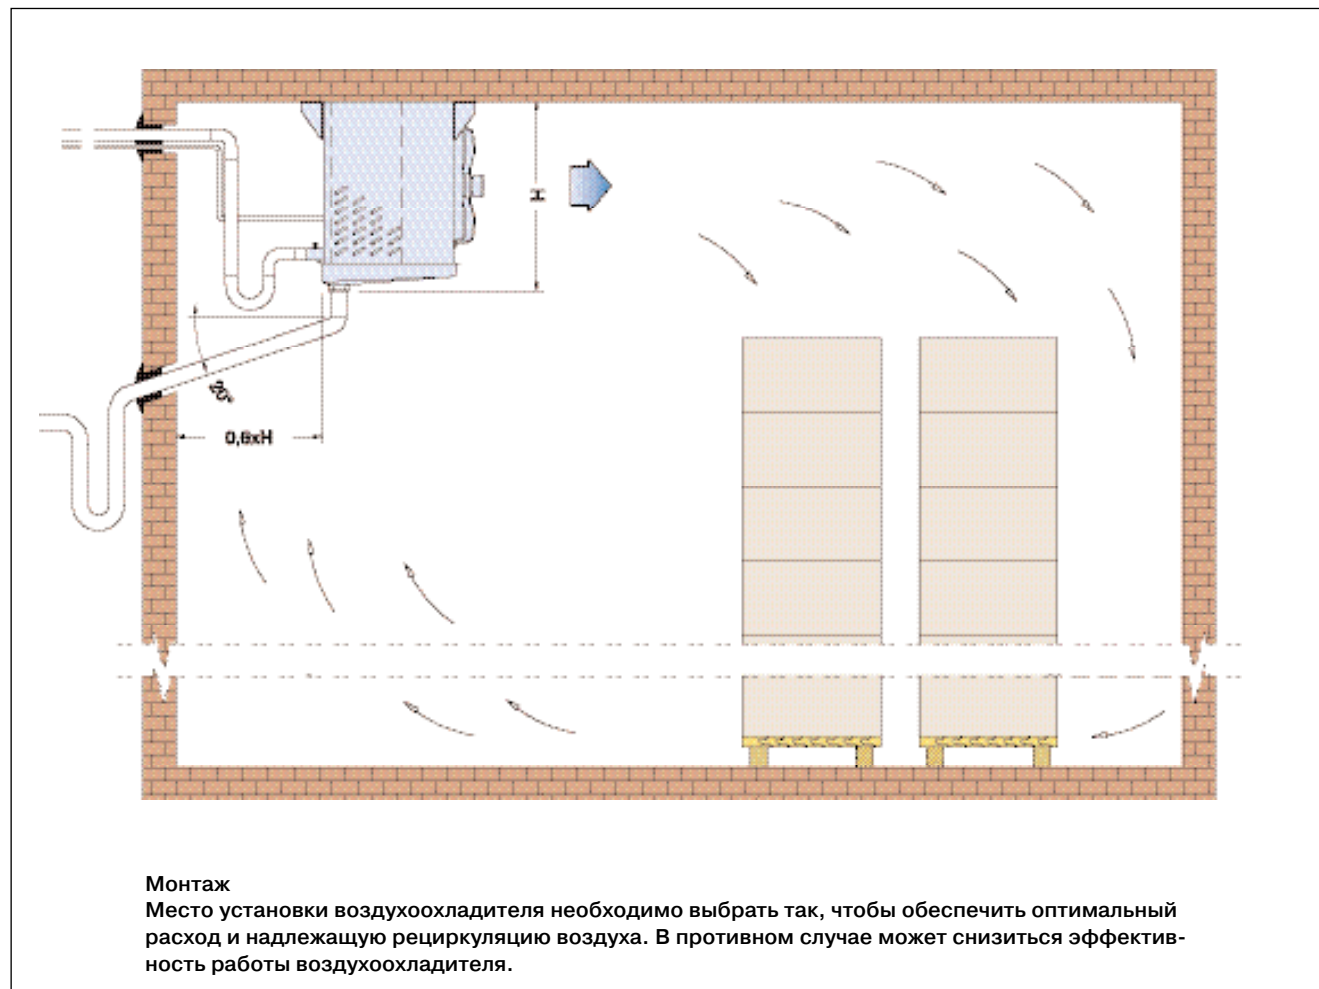 H
20°
0,6xH
Монтаж
Место установки воздухоохладителя необходимо выбрать так, чтобы обеспечить оптимальный
расход и надлежащую рециркуляцию воздуха. В противном случае может снизиться эффектив-
ность работы воздухоохладителя.